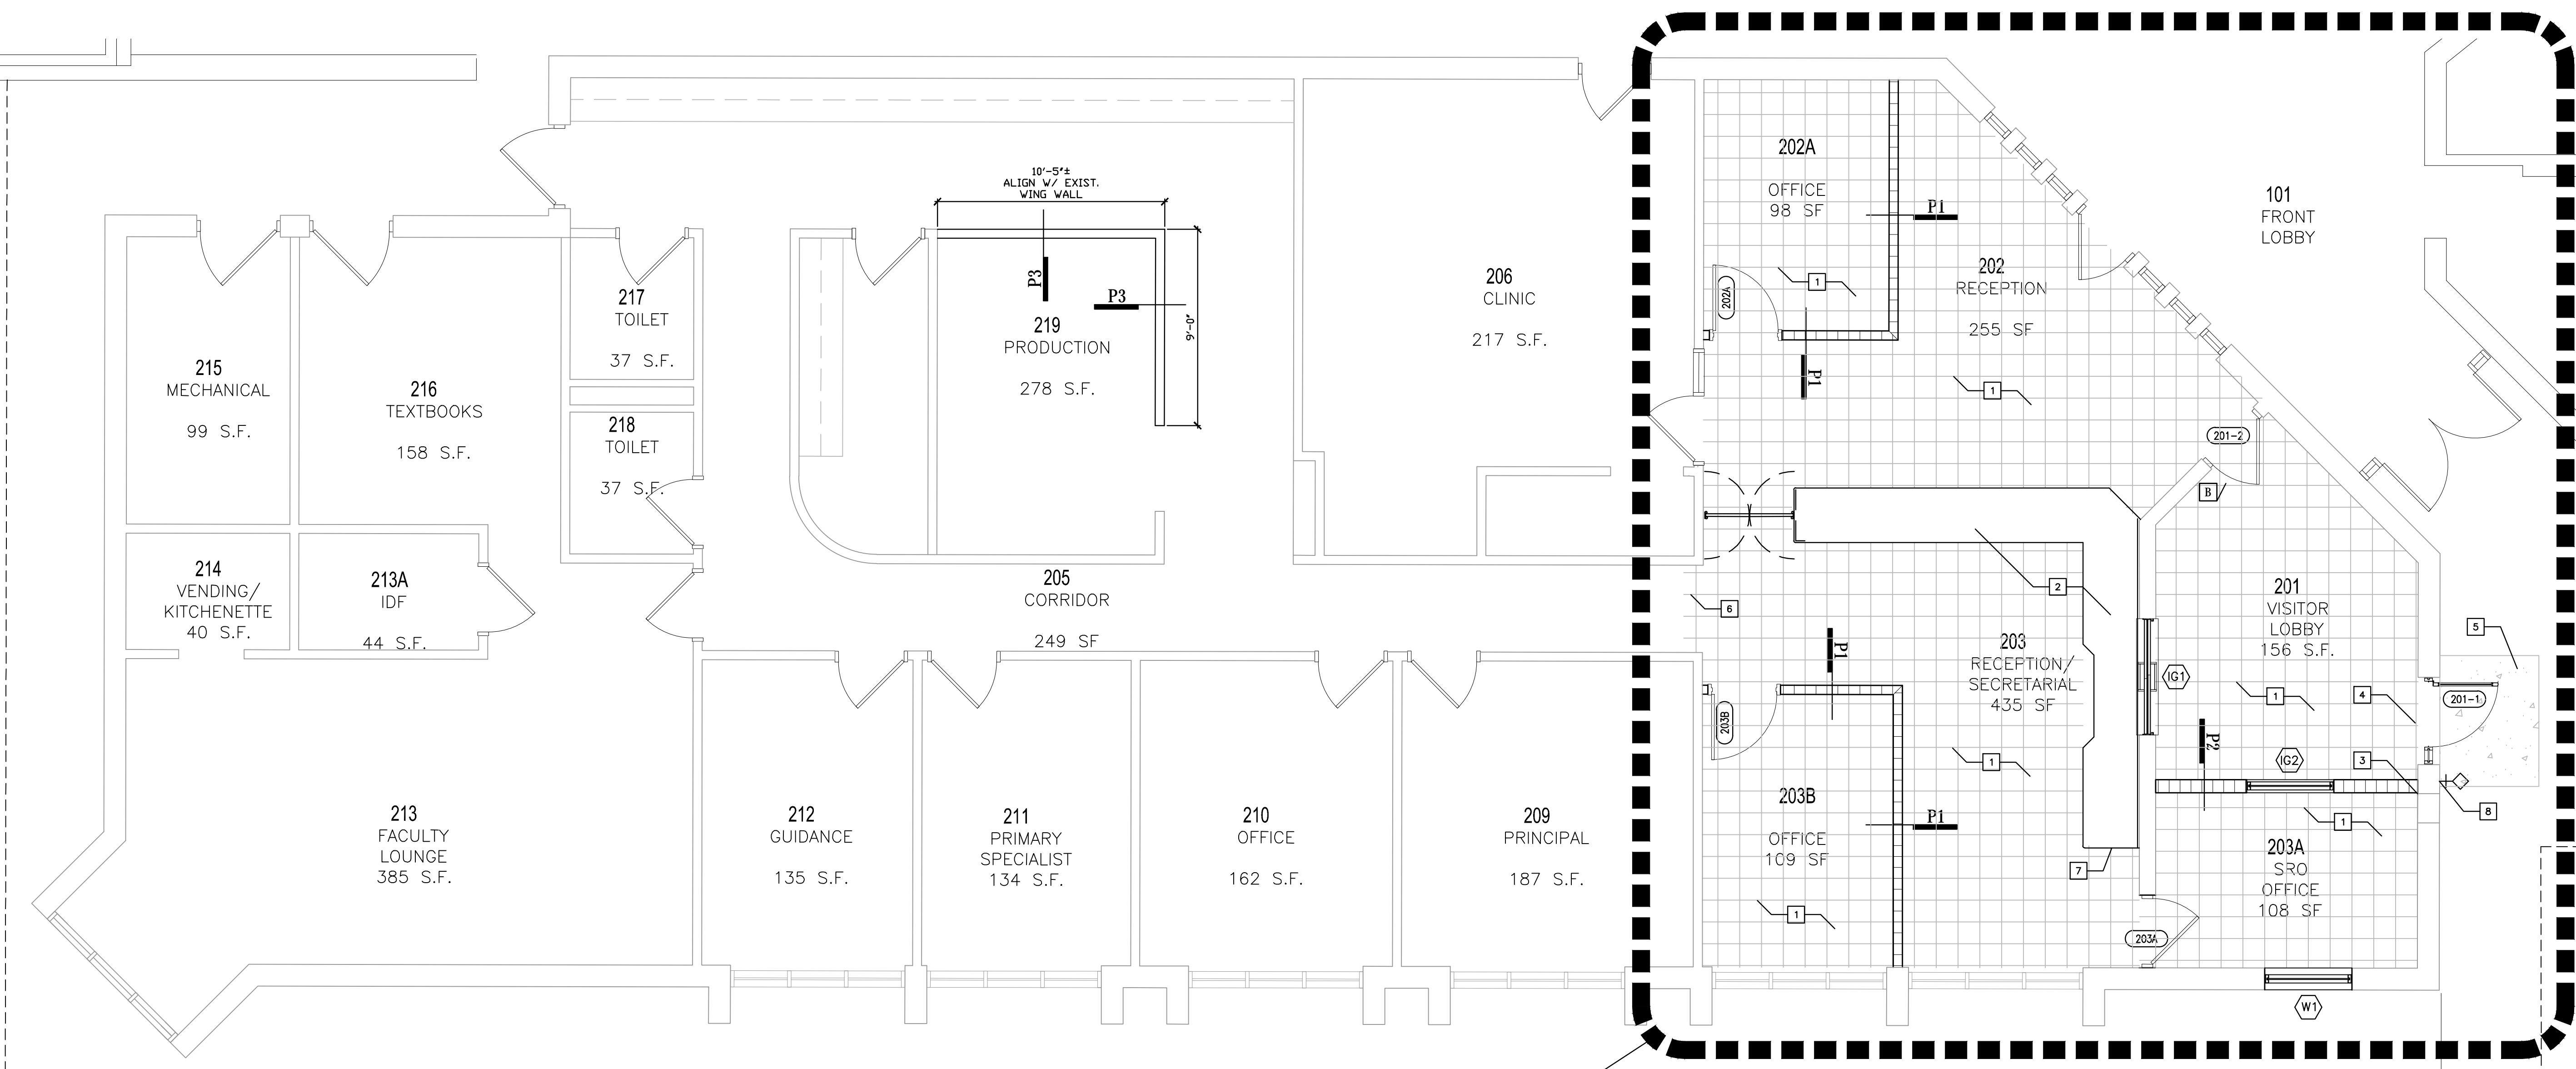 10'-5"±
ALIGN W/ EXIST.
WING WALL
P3
P3
9'-0"
219
PRODUCTION
278 S.F.
217
TOILET
37 S.F.
218
TOILET
37 S.F.
215
MECHANICAL
99 S.F.
216
TEXTBOOKS
158 S.F.
214
VENDING/
KITCHENETTE
40 S.F.
213A
IDF
44 S.F.
213
FACULTY
LOUNGE
385 S.F.
205
CORRIDOR
249 SF
212
GUIDANCE
135 S.F.
211
PRIMARY
SPECIALIST
134 S.F.
210
OFFICE
162 S.F.
209
PRINCIPAL
187 S.F.
206
CLINIC
217 S.F.
202A
OFFICE
98 SF
1
202A
P1
P1
202
RECEPTION
255 SF
1
101
FRONT
LOBBY
201-2
B
2
6
P1
203
RECEPTION/
SECRETARIAL
435 SF
1
203B
203B
OFFICE
109 SF
1
P1
7
IG1
201
VISITOR
LOBBY
156 S.F.
1
P2
IG2
4
3
5
201-1
8
1
203A
SRO
OFFICE
108 SF
203A
W1